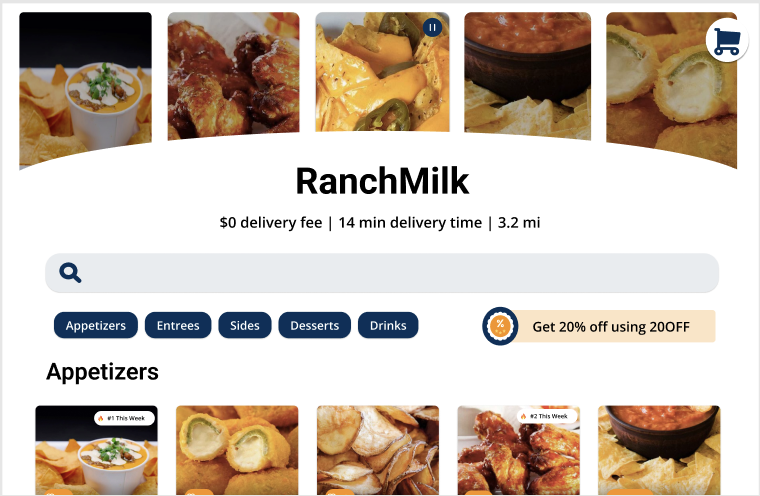 RanchMilk
$0 delivery fee | 14 min delivery time | 3.2 mi
Appetizers
Entrees
Sides
Desserts
Drinks
%
Get 20% off using 20OFF
Appetizers
#1 This Week
#2 This Week